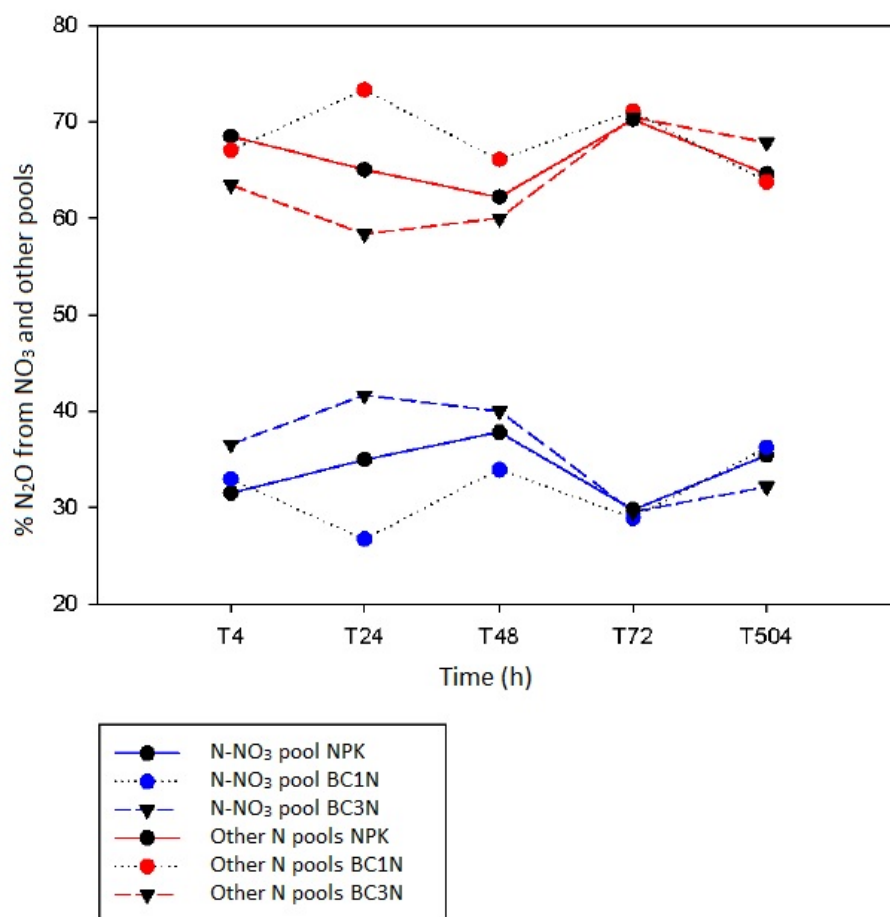 % N₂O from NO₃ and other pools
80
70
60
50
40
30
20
T4 T24 T48 T72 T504
Time (h)
N-NO₃ pool NPK
N-NO₃ pool BC1N
N-NO₃ pool BC3N
Other N pools NPK
Other N pools BC1N
Other N pools BC3N